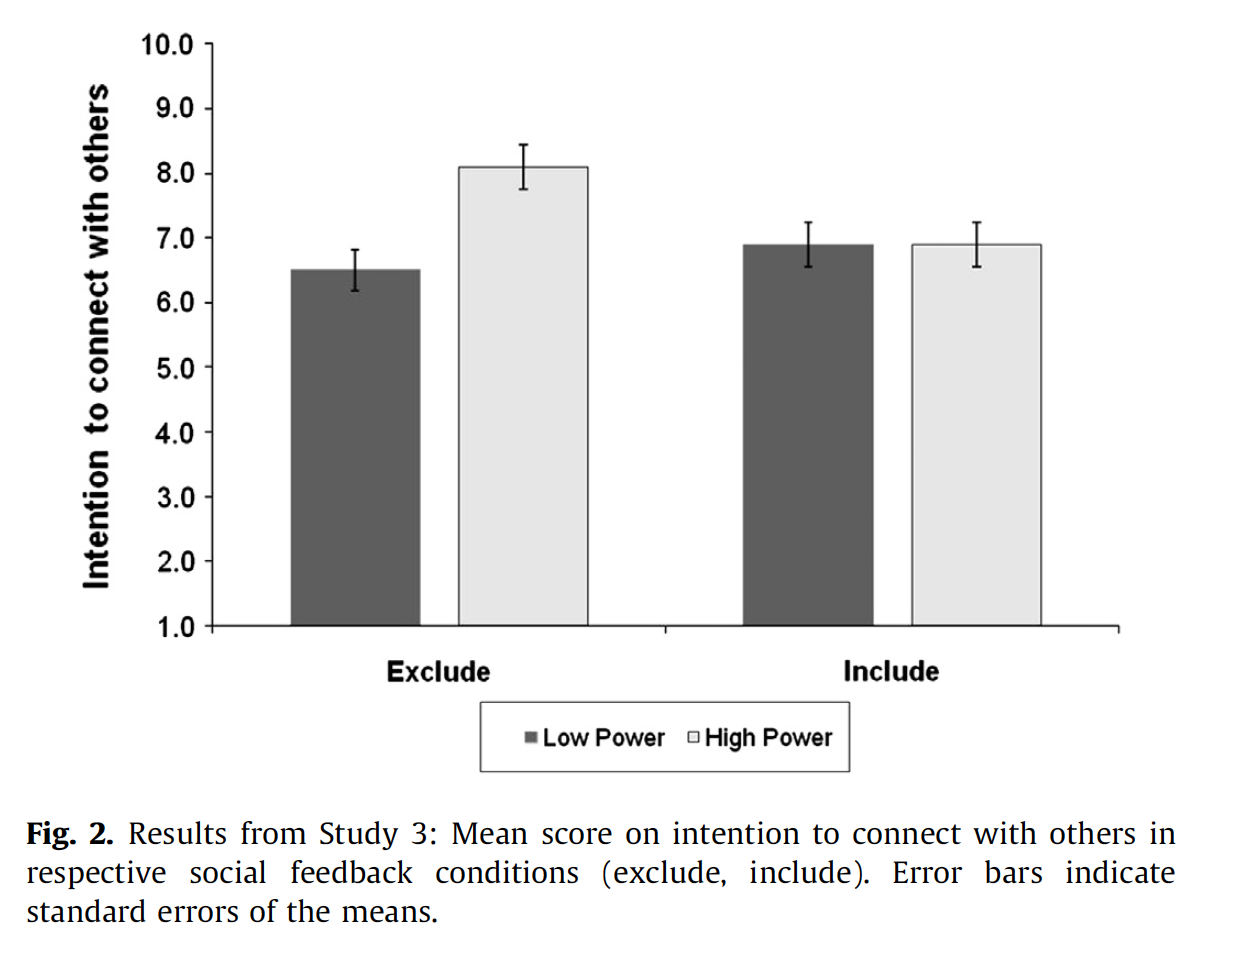 10.0
9.0
8.0
7.0
6.0
5.0
4.0
3.0
2.0
1.0
Intention to connect with others
Exclude
Include
Low Power
High Power
Fig. 2. Results from Study 3: Mean score on intention to connect with others in
respective social feedback conditions (exclude, include). Error bars indicate
standard errors of the means.